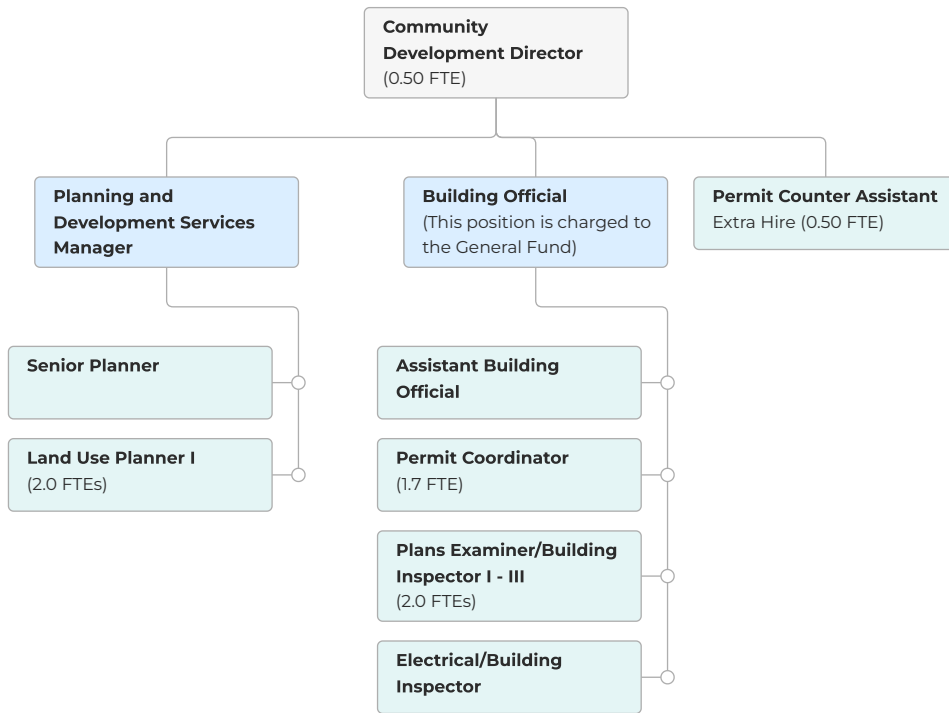 Community
Development Director
(0.50 FTE)
Planning and
Development Services
Manager
Building Official
(This position is charged to
the General Fund)
Permit Counter Assistant
Extra Hire (0.50 FTE)
Senior Planner
Land Use Planner I
(2.0 FTEs)
Assistant Building
Official
Permit Coordinator
(1.7 FTE)
Plans Examiner/Building
Inspector I - III
(2.0 FTEs)
Electrical/Building
Inspector